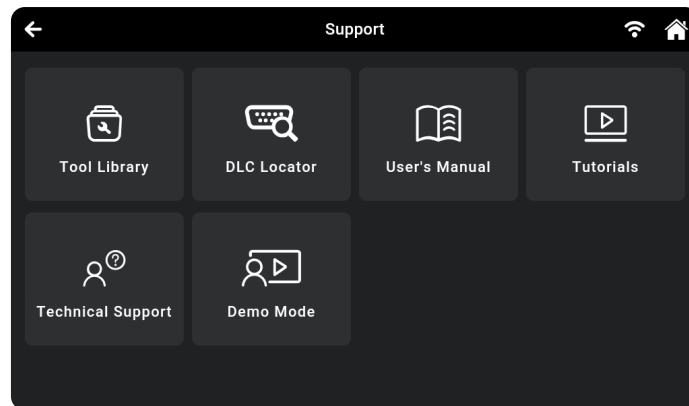 Support
Tool Library
DLC Locator
User's Manual
Tutorials
Technical Support
Demo Mode